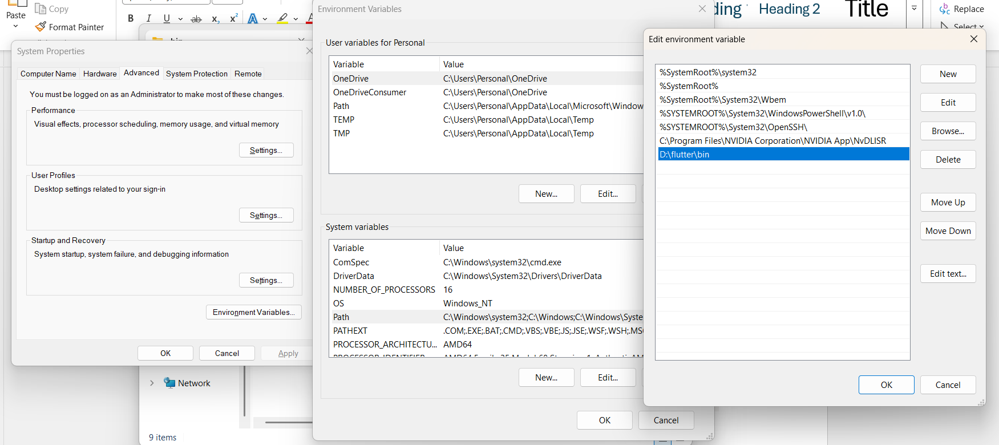 Paste
Copy
Format Painter
B I U ab x₂ x² A A
Heading 2
Title
Replace
Select
System Properties
Computer Name
Hardware
Advanced
System Protection
Remote
You must be logged on as an Administrator to make most of these changes.
Performance
Visual effects, processor scheduling, memory usage, and virtual memory
Settings...
User Profiles
Desktop settings related to your sign-in
Settings...
Startup and Recovery
System startup, system failure, and debugging information
Settings...
Environment Variables...
OK
Cancel
Apply
Network
9 items
Environment Variables
User variables for Personal
Variable Value
OneDrive C:\Users\Personal\OneDrive
OneDriveConsumer C:\Users\Personal\OneDrive
Path C:\Users\Personal\AppData\Local\Microsoft\Window
TEMP C:\Users\Personal\AppData\Local\Temp
TMP C:\Users\Personal\AppData\Local\Temp
New...
Edit...
System variables
Variable Value
ComSpec C:\Windows\system32\cmd.exe
DriverData C:\Windows\System32\Drivers\DriverData
NUMBER_OF_PROCESSORS 16
OS Windows_NT
Path C:\Windows\system32;C:\Windows;C:\Windows\Syste
PATHEXT .COM;.EXE;.BAT;.CMD;.VBS;.VBE;.JS;.JSE;.WSF;.WSH;.MSC
PROCESSOR_ARCHITECTU... AMD64
New...
Edit...
OK
Cancel
Edit environment variable
%SystemRoot%\system32
%SystemRoot%
%SystemRoot%\System32\Wbem
%SYSTEMROOT%\System32\WindowsPowerShell\v1.0\
%SYSTEMROOT%\System32\OpenSSH\
C:\Program Files\NVIDIA Corporation\NVIDIA App\NvDLISR
D:\flutter\bin
New
Edit
Browse...
Delete
Move Up
Move Down
Edit text...
OK
Cancel